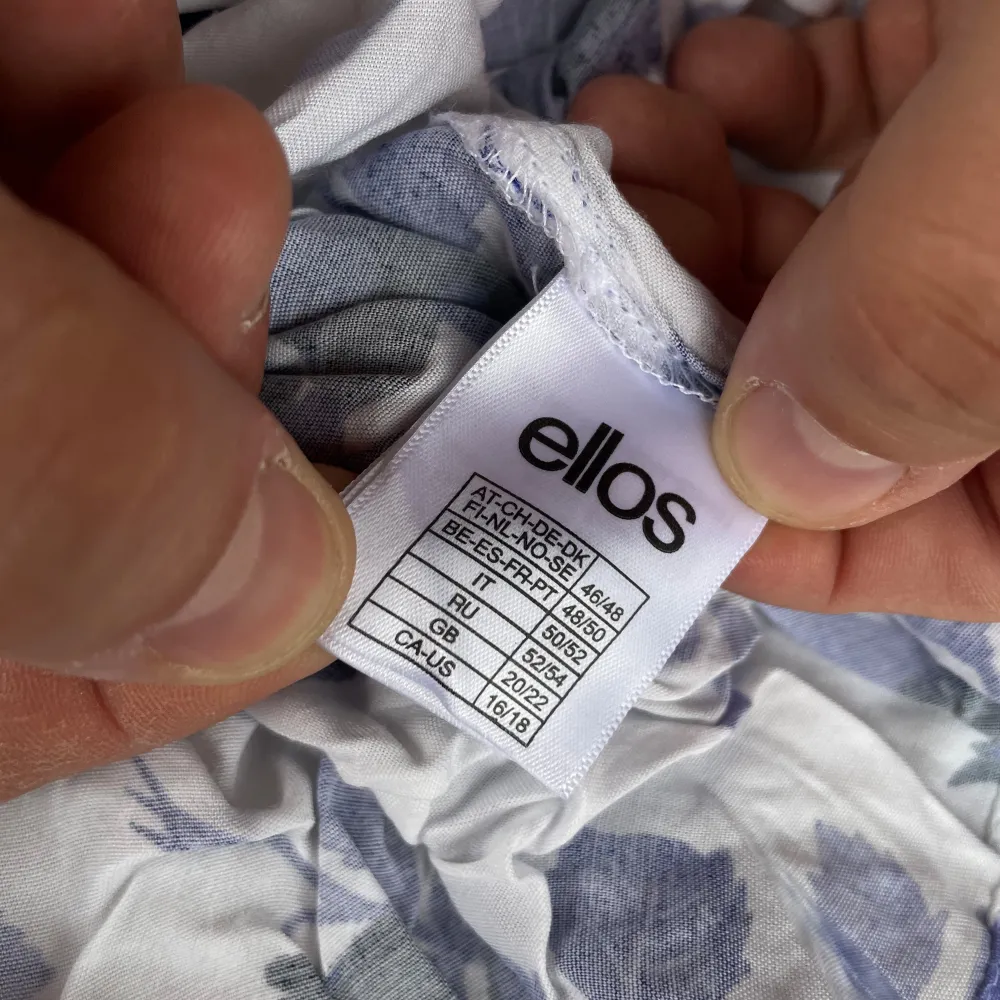 ellos
AT-CH-DE-DK
FI-NL-NO-SE 46/48
BE-ES-FR-PT 48/50
IT 50/52
RU 52/54
GB 20/22
CA-US 16/18